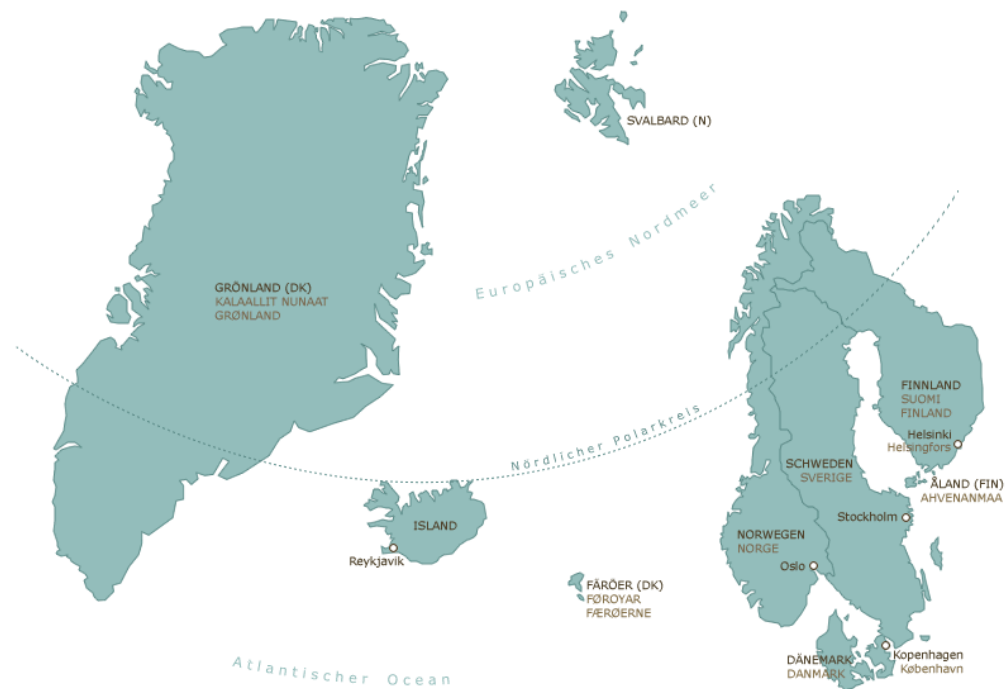 SVALBARD (N)
Europäisches Nordmeer
GRÖNLAND (DK)
KALAALLIT NUNAAT
GRØNLAND
Nördlicher Polarkreis
FINNLAND
SUOMI
FINLAND
Helsinki
Helsingfors
SCHWEDEN
SVERIGE
ÅLAND (FIN)
AHVENANMAA
Stockholm
ISLAND
Reykjavik
NORWEGEN
NORGE
Oslo
FÄRÖER (DK)
FØROYAR
FÆRØERNE
Kopenhagen
København
DÄNEMARK
DANMARK
Atlantischer Ocean